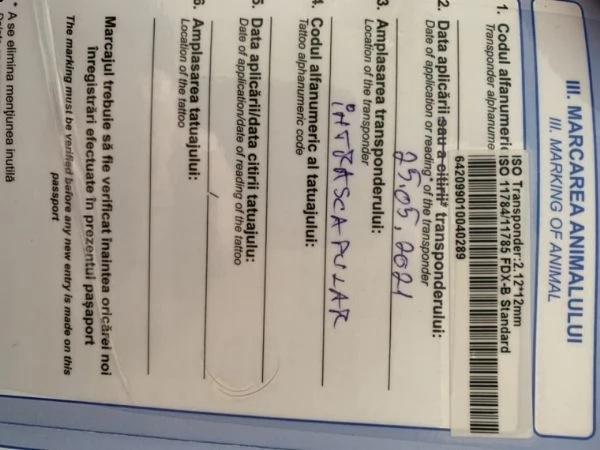 III. MARCAREA ANIMALULUI
III. MARKING OF ANIMAL
ISO Transponder:2.12*12mm
ISO 11784/11785 FDX-B Standard
642099010040289
1. Codul alfanumeric
Transponder alphanume
2. Data aplicării sau a citirii* transponderului:
Date of application or reading* of the transponder
25.05.2021
3. Amplasarea transponderului:
Location of the transponder
INTRASCAPULAR
4. Codul alfanumeric al tatuajului:
Tattoo alphanumeric code
5. Data aplicării/data citirii tatuajulu:
Date of application/date of reading of the tattoo
6. Amplasarea tatuajului:
Location of the tattoo
Marcajul trebuie să fie verificat înaintea oricărei noi
înregistrări efectuate în prezentul paşaport
The marking must be verified before any new entry is made on this
passport
* A se elimina menţiunea inutilă